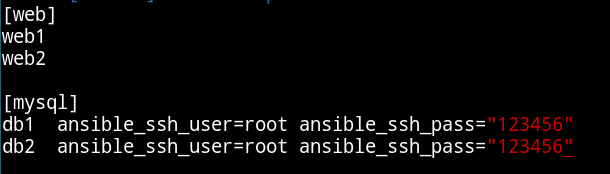 [web]
web1
web2
[mysql]
db1  ansible_ssh_user=root ansible_ssh_pass="123456"
db2  ansible_ssh_user=root ansible_ssh_pass="123456"